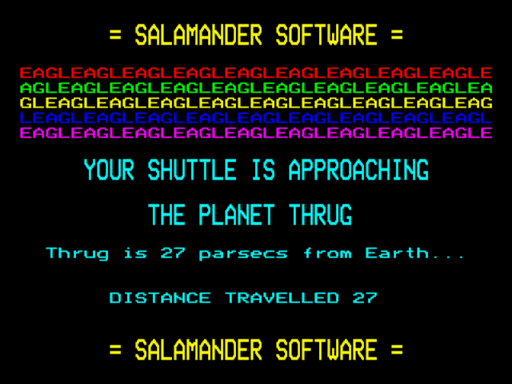 = SALAMANDER SOFTWARE =
EAGLEAGLEAGLEAGLEAGLEAGLEAGLEAGLEAGLE
AGLEAGLEAGLEAGLEAGLEAGLEAGLEAGLEAGLEA
GLEAGLEAGLEAGLEAGLEAGLEAGLEAGLEAGLEAG
LEAGLEAGLEAGLEAGLEAGLEAGLEAGLEAGLEAGL
EAGLEAGLEAGLEAGLEAGLEAGLEAGLEAGLEAGLE
YOUR SHUTTLE IS APPROACHING
THE PLANET THRUG
Thrug is 27 parsecs from Earth...
DISTANCE TRAVELLED 27
= SALAMANDER SOFTWARE =